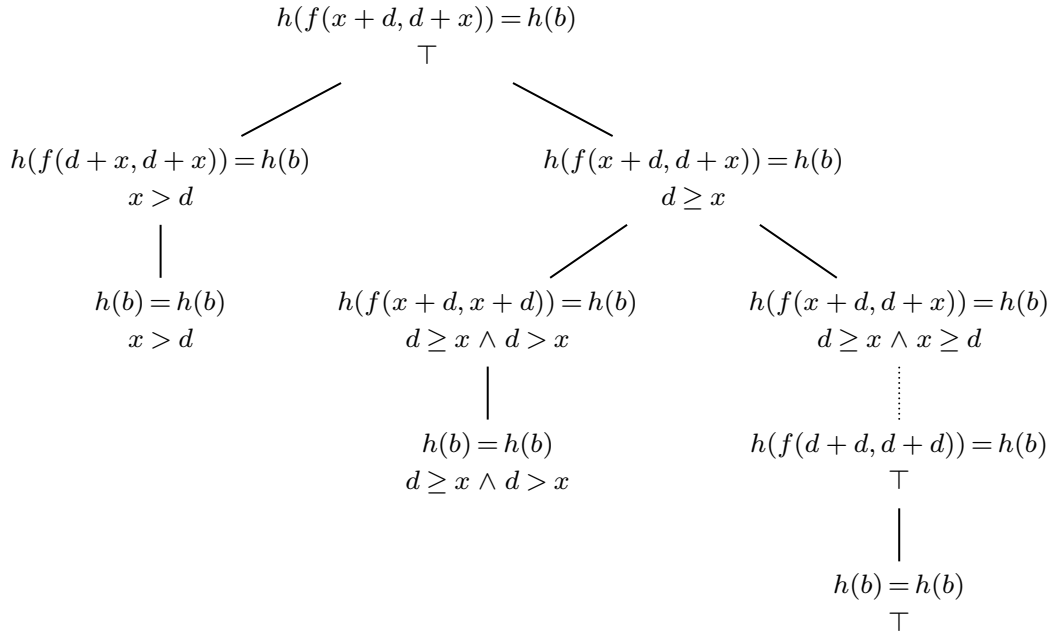 h(f(x + d, d + x)) = h(b)
⊤
h(f(d + x, d + x)) = h(b)
x > d
h(f(x + d, d + x)) = h(b)
d ≥ x
h(b) = h(b)
x > d
h(f(x + d, x + d)) = h(b)
d ≥ x ∧ d > x
h(f(x + d, d + x)) = h(b)
d ≥ x ∧ x ≥ d
h(b) = h(b)
d ≥ x ∧ d > x
h(f(d + d, d + d)) = h(b)
⊤
h(b) = h(b)
⊤